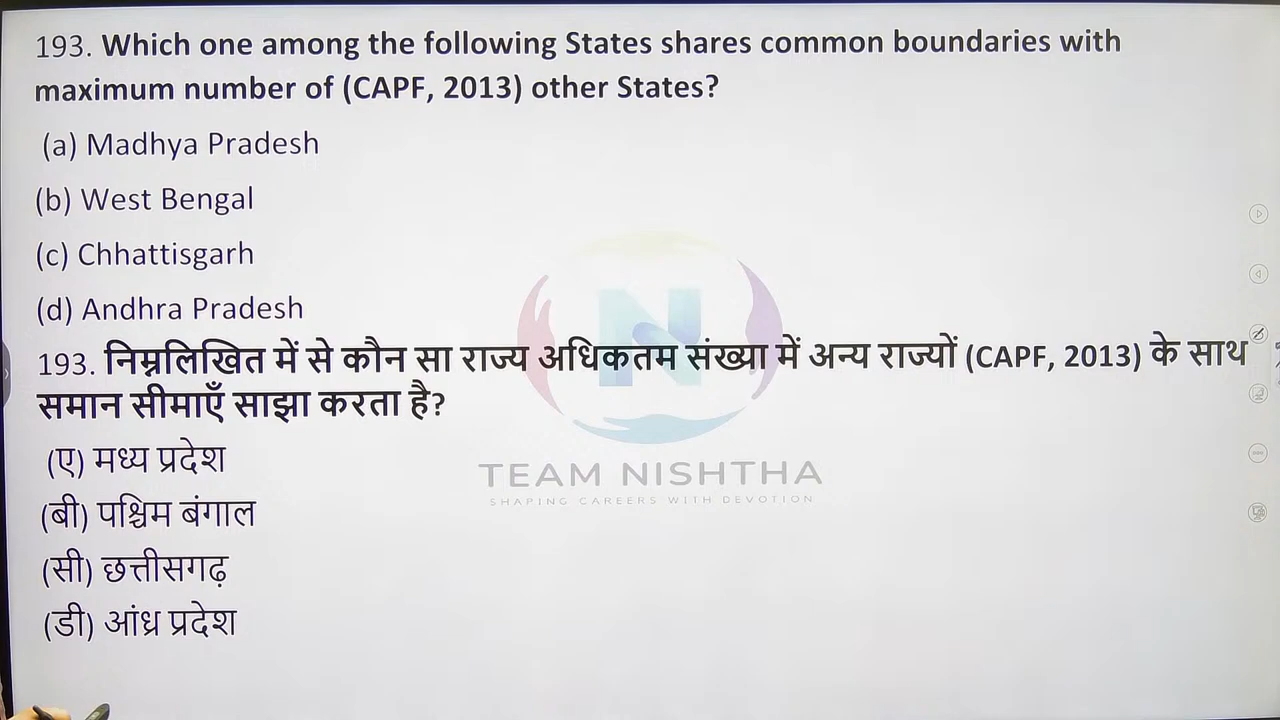 193. Which one among the following States shares common boundaries with
maximum number of (CAPF, 2013) other States?
(a) Madhya Pradesh
(b) West Bengal
(c) Chhattisgarh
(d) Andhra Pradesh
193. निम्नलिखित में से कौन सा राज्य अधिकतम संख्या में अन्य राज्यों (CAPF, 2013) के साथ
समान सीमाएँ साझा करता है?
(ए) मध्य प्रदेश
(बी) पश्चिम बंगाल
(सी) छत्तीसगढ़
(डी) आंध्र प्रदेश
N
TEAM NISHTHA
SHAPING CAREERS WITH DEVOTION